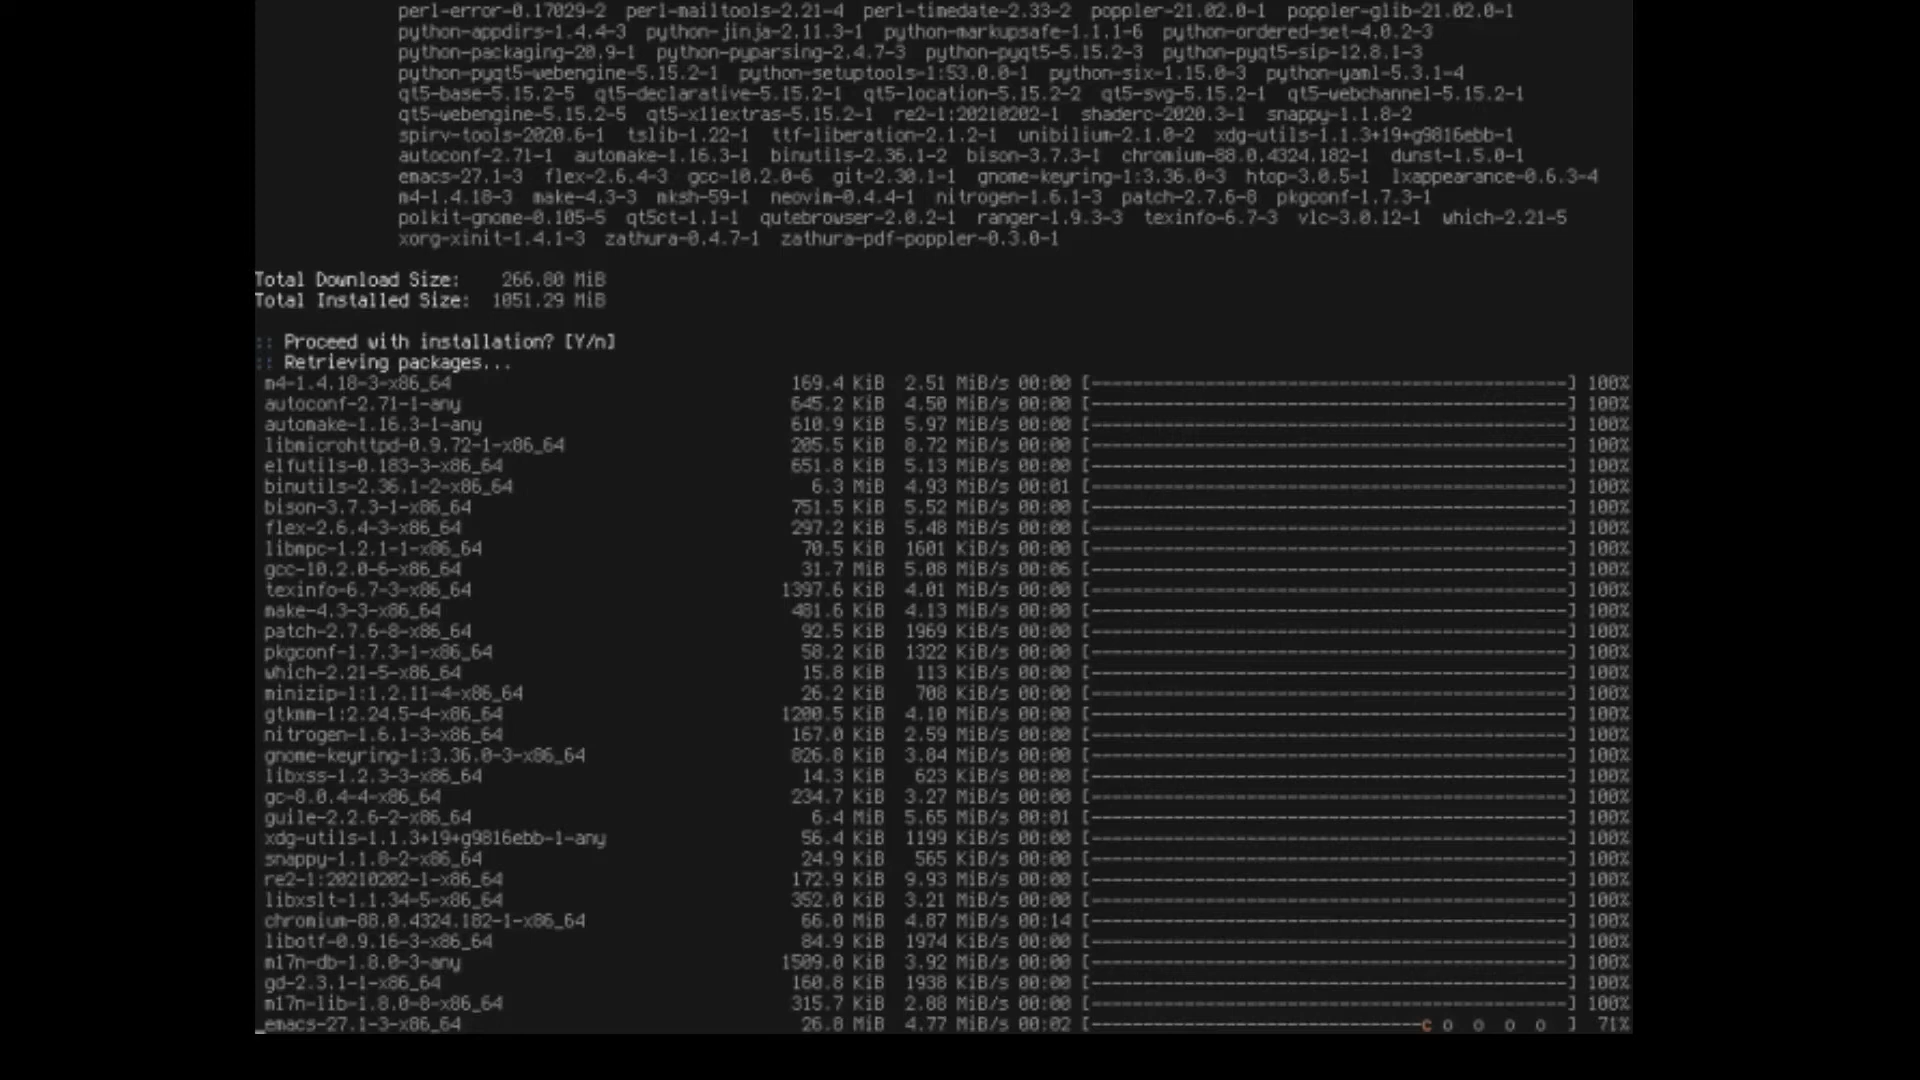 perl-error-0.17029-2  perl-mailtools-2.21-4  perl-timedate-2.33-2  poppler-21.02.0-1  poppler-glib-21.02.0-1
python-appdirs-1.4.4-3  python-jinja-2.11.3-1  python-markupsafe-1.1.1-6  python-ordered-set-4.0.2-3
python-packaging-20.9-1  python-pyparsing-2.4.7-3  python-pyqt5-5.15.2-3  python-pyqt5-sip-12.8.1-3
python-pyqt5-webengine-5.15.2-1  python-setuptools-1:53.0.0-1  python-six-1.15.0-3  python-yaml-5.3.1-4
qt5-base-5.15.2-5  qt5-declarative-5.15.2-1  qt5-location-5.15.2-2  qt5-svg-5.15.2-1  qt5-webchannel-5.15.2-1
qt5-webengine-5.15.2-5  qt5-x11extras-5.15.2-1  re2-1:20210202-1  shaderc-2020.3-1  snappy-1.1.8-2
spirv-tools-2020.6-1  tslib-1.22-1  ttf-liberation-2.1.2-1  unibilium-2.1.0-2  xdg-utils-1.1.3+19+g9816ebb-1
autoconf-2.71-1  automake-1.16.3-1  binutils-2.36.1-2  bison-3.7.3-1  chromium-88.0.4324.182-1  dunst-1.5.0-1
emacs-27.1-3  flex-2.6.4-3  gcc-10.2.0-6  git-2.30.1-1  gnome-keyring-1:3.36.0-3  htop-3.0.5-1  lxappearance-0.6.3-4
m4-1.4.18-3  make-4.3-3  mksh-59-1  neovim-0.4.4-1  nitrogen-1.6.1-3  patch-2.7.6-8  pkgconf-1.7.3-1
polkit-gnome-0.105-5  qt5ct-1.1-1  qutebrowser-2.0.2-1  ranger-1.9.3-3  texinfo-6.7-3  vlc-3.0.12-1  which-2.21-5
xorg-xinit-1.4.1-3  zathura-0.4.7-1  zathura-pdf-poppler-0.3.0-1
Total Download Size:    266.80 MiB
Total Installed Size:  1051.29 MiB
:: Proceed with installation? [Y/n]
:: Retrieving packages...
m4-1.4.18-3-x86_64 169.4 KiB  2.51 MiB/s 00:00 [----------------------------------------------] 100%
autoconf-2.71-1-any 645.2 KiB  4.50 MiB/s 00:00 [----------------------------------------------] 100%
automake-1.16.3-1-any 610.9 KiB  5.97 MiB/s 00:00 [----------------------------------------------] 100%
libmicrohttpd-0.9.72-1-x86_64 205.5 KiB  8.72 MiB/s 00:00 [----------------------------------------------] 100%
elfutils-0.183-3-x86_64 651.8 KiB  5.13 MiB/s 00:00 [----------------------------------------------] 100%
binutils-2.36.1-2-x86_64 6.3 MiB  4.93 MiB/s 00:01 [----------------------------------------------] 100%
bison-3.7.3-1-x86_64 751.5 KiB  5.52 MiB/s 00:00 [----------------------------------------------] 100%
flex-2.6.4-3-x86_64 297.2 KiB  5.48 MiB/s 00:00 [----------------------------------------------] 100%
libmpc-1.2.1-1-x86_64 70.5 KiB  1601 KiB/s 00:00 [----------------------------------------------] 100%
gcc-10.2.0-6-x86_64 31.7 MiB  5.08 MiB/s 00:06 [----------------------------------------------] 100%
texinfo-6.7-3-x86_64 1397.6 KiB  4.01 MiB/s 00:00 [----------------------------------------------] 100%
make-4.3-3-x86_64 481.6 KiB  4.13 MiB/s 00:00 [----------------------------------------------] 100%
patch-2.7.6-8-x86_64 92.5 KiB  1969 KiB/s 00:00 [----------------------------------------------] 100%
pkgconf-1.7.3-1-x86_64 58.2 KiB  1322 KiB/s 00:00 [----------------------------------------------] 100%
which-2.21-5-x86_64 15.8 KiB  113 KiB/s 00:00 [----------------------------------------------] 100%
minizip-1:1.2.11-4-x86_64 26.2 KiB  708 KiB/s 00:00 [----------------------------------------------] 100%
gtkmm-1:2.24.5-4-x86_64 1200.5 KiB  4.10 MiB/s 00:00 [----------------------------------------------] 100%
nitrogen-1.6.1-3-x86_64 167.0 KiB  2.59 MiB/s 00:00 [----------------------------------------------] 100%
gnome-keyring-1:3.36.0-3-x86_64 826.8 KiB  3.84 MiB/s 00:00 [----------------------------------------------] 100%
libxss-1.2.3-3-x86_64 14.3 KiB  623 KiB/s 00:00 [----------------------------------------------] 100%
gc-8.0.4-4-x86_64 234.7 KiB  3.27 MiB/s 00:00 [----------------------------------------------] 100%
guile-2.2.6-2-x86_64 6.4 MiB  5.65 MiB/s 00:01 [----------------------------------------------] 100%
xdg-utils-1.1.3+19+g9816ebb-1-any 56.4 KiB  1199 KiB/s 00:00 [----------------------------------------------] 100%
snappy-1.1.8-2-x86_64 24.9 KiB  565 KiB/s 00:00 [----------------------------------------------] 100%
re2-1:20210202-1-x86_64 172.9 KiB  9.93 MiB/s 00:00 [----------------------------------------------] 100%
libxslt-1.1.34-5-x86_64 352.0 KiB  3.21 MiB/s 00:00 [----------------------------------------------] 100%
chromium-88.0.4324.182-1-x86_64 66.0 MiB  4.87 MiB/s 00:14 [----------------------------------------------] 100%
libotf-0.9.16-3-x86_64 84.9 KiB  1974 KiB/s 00:00 [----------------------------------------------] 100%
m17n-db-1.8.0-3-any 1509.0 KiB  3.92 MiB/s 00:00 [----------------------------------------------] 100%
gd-2.3.1-1-x86_64 160.8 KiB  1938 KiB/s 00:00 [----------------------------------------------] 100%
m17n-lib-1.8.0-8-x86_64 315.7 KiB  2.88 MiB/s 00:00 [----------------------------------------------] 100%
_emacs-27.1-3-x86_64 26.8 MiB  4.77 MiB/s 00:02 [--------------------------------c o  o  o  o  ] 71%